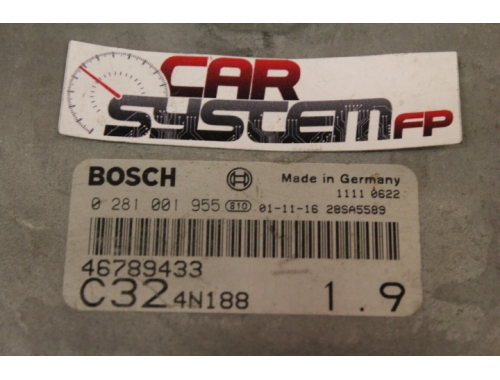 CAR
SYSTEM FP
BOSCH Made in Germany
1111 0622
0 281 001 955 810 01-11-16 28SA5589
46789433
C32 4N188 1.9